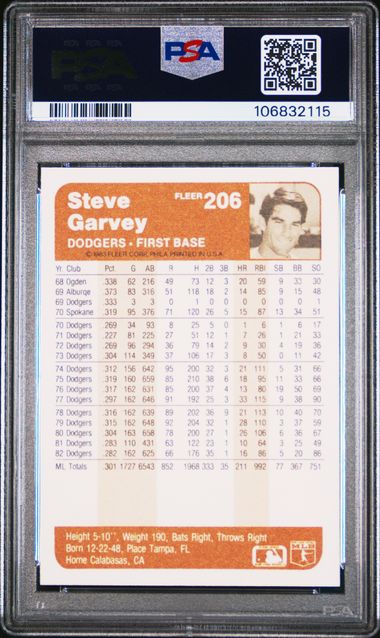 PSA
PSA
106832115
Steve
Garvey
FLEER 206
DODGERS • FIRST BASE
© 1983 FLEER CORP., PHILA. PRINTED IN U.S.A.
Yr. Club Pct. G AB R H 2B 3B HR RBI SB BB SO
68 Ogden .338 62 216 49 73 12 3 20 59 9 33 30
69 Alburqe .373 83 316 51 118 18 2 14 85 9 15 48
69 Dodgers .333 3 3 0 1 0 0 0 0 0 0 1
70 Spokane .319 95 376 71 120 26 5 15 87 13 34 51
70 Dodgers .269 34 93 8 25 5 0 1 6 1 6 17
71 Dodgers .227 81 225 27 51 12 1 7 26 1 21 33
72 Dodgers .269 96 294 36 79 14 2 9 30 4 19 36
73 Dodgers .304 114 349 37 106 17 3 8 50 0 11 42
74 Dodgers .312 156 642 95 200 32 3 21 111 5 31 66
75 Dodgers .319 160 659 85 210 38 6 18 95 11 33 66
76 Dodgers .317 162 631 85 200 37 4 13 80 19 50 69
77 Dodgers .297 162 646 91 192 25 3 33 115 9 38 90
78 Dodgers .316 162 639 89 202 36 9 21 113 10 40 70
79 Dodgers .315 162 648 92 204 32 1 28 110 3 37 59
80 Dodgers .304 163 658 78 200 27 1 26 106 6 36 67
81 Dodgers .283 110 431 63 122 23 1 10 64 3 25 49
82 Dodgers .282 162 625 66 176 35 1 16 86 5 20 86
ML Totals .301 1727 6543 852 1968 333 35 211 992 77 367 751
Height 5-10", Weight 190, Bats Right, Throws Right
Born 12-22-48, Place Tampa, FL
Home Calabasas, CA